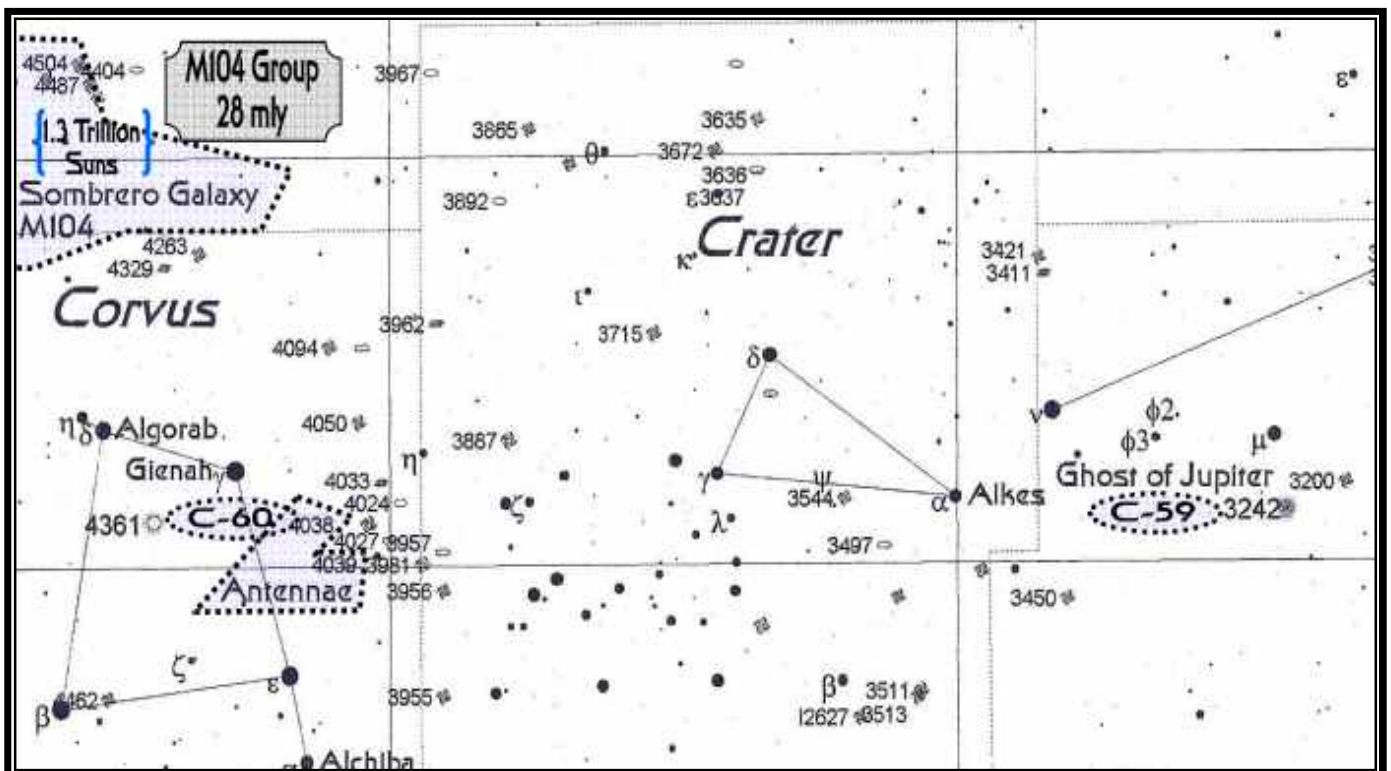 4504
404
4487
M104 Group
28 mly
3967
ε
{1.3 Trillion
Suns}
3865
θ
3635
3672
3636
ε3637
Sombrero Galaxy
M104
3892
Crater
4263
4329
κ
3421
3411
Corvus
ι
3962
3715
4094
δ
ν
φ2
φ3
μ
η
δ
Algorab
4050
3887
η
Gienah
γ
γ
ψ
3544
α
Alkes
Ghost of Jupiter
3200
4033
4024
ζ
λ
C-59
3242
4361
C-60
4038
4027
3957
3497
4039
3981
Antennae
3956
3450
ζ
ε
β
4462
3955
β
3511
I2627
3513
Alchiba